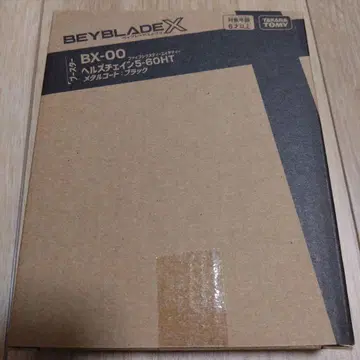 BEYBLADE X
対象年齢
6才以上
TAKARA
TOMY
ブースター
BX-00
ヘルズチェイン5-60HT
メタルコート:ブラック